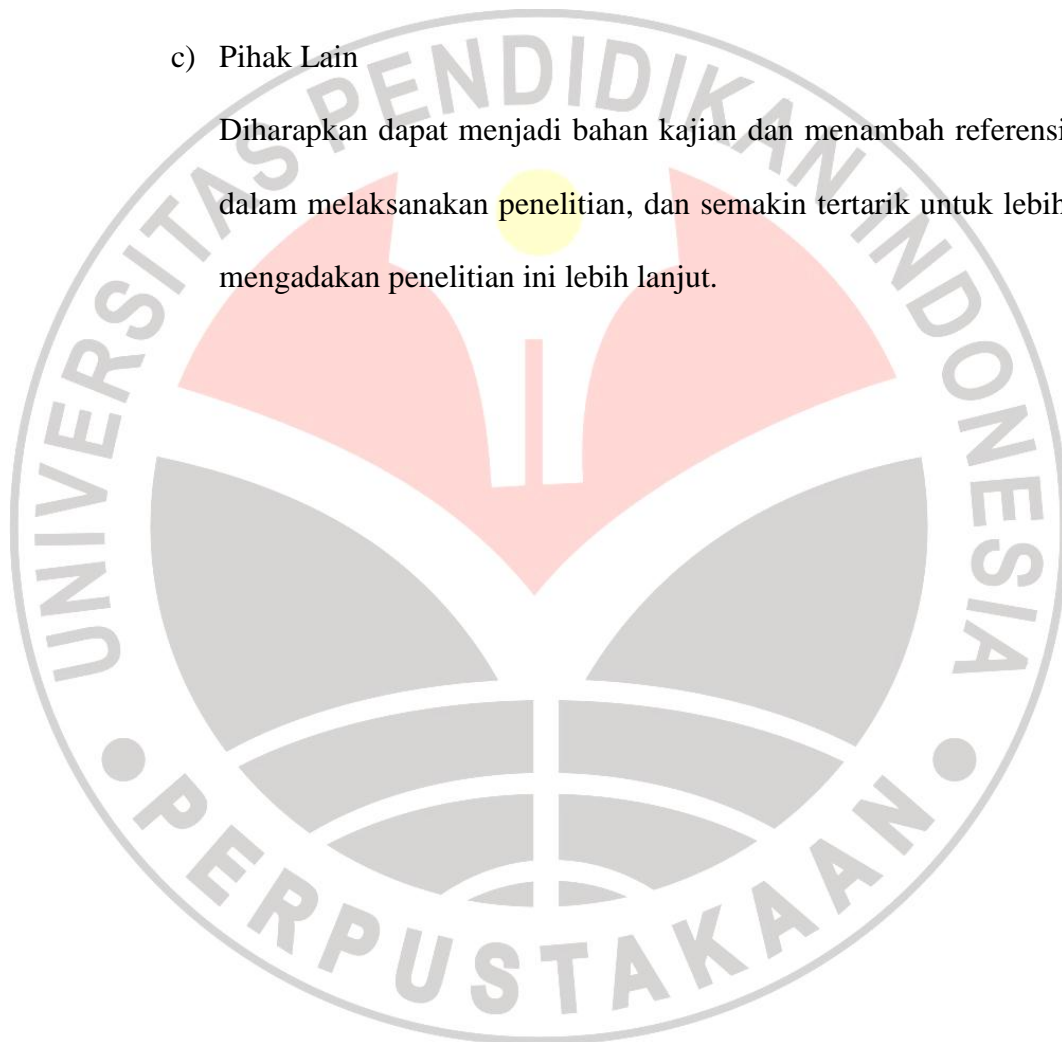 c) Pihak Lain
Diharapkan dapat menjadi bahan kajian dan menambah referensi
dalam melaksanakan penelitian, dan semakin tertarik untuk lebih
mengadakan penelitian ini lebih lanjut.
UNIVERSITAS PENDIDIKAN INDONESIA
PERPUSTAKAAN